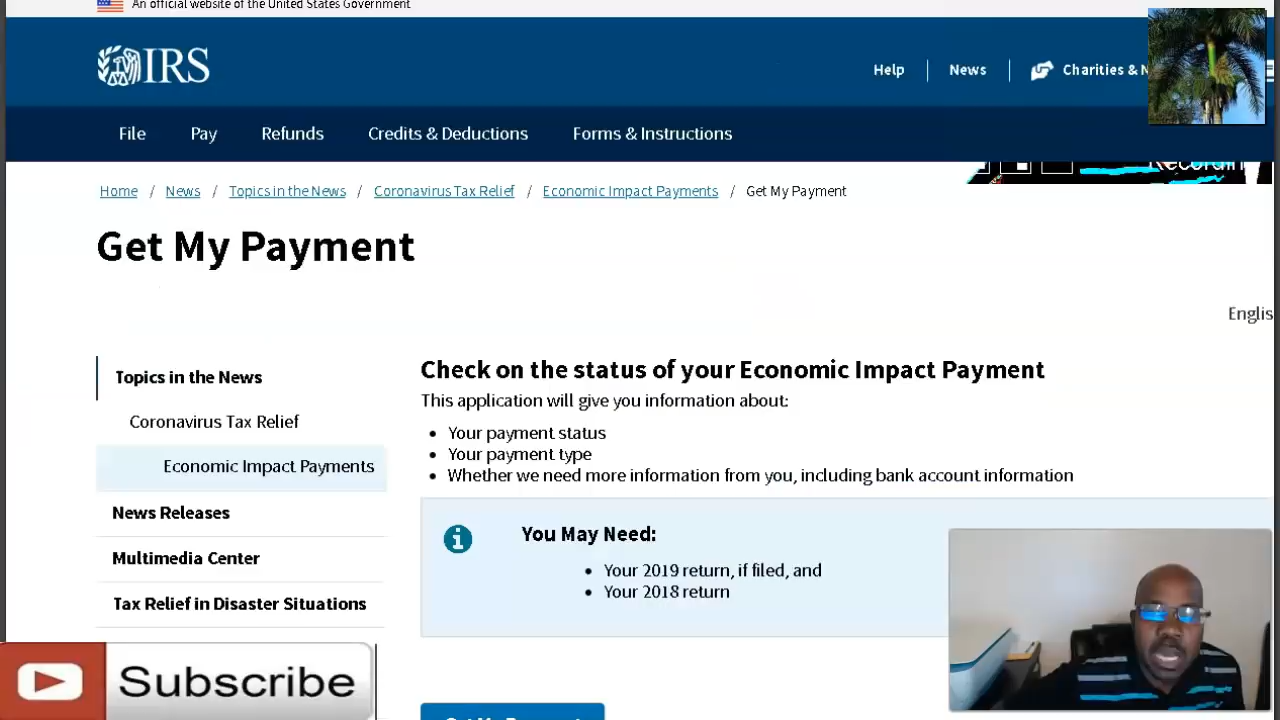 An official website of the United States Government
IRS
Help
News
Charities &
File
Pay
Refunds
Credits & Deductions
Forms & Instructions
Home / News / Topics in the News / Coronavirus Tax Relief / Economic Impact Payments / Get My Payment
Get My Payment
Englis
Topics in the News
Coronavirus Tax Relief
Economic Impact Payments
News Releases
Multimedia Center
Tax Relief in Disaster Situations
Check on the status of your Economic Impact Payment
This application will give you information about:
• Your payment status
• Your payment type
• Whether we need more information from you, including bank account information
You May Need:
• Your 2019 return, if filed, and
• Your 2018 return
Subscribe